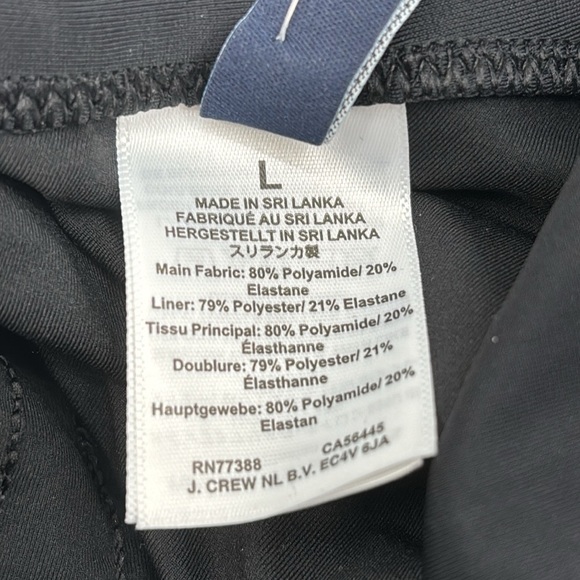 L
MADE IN SRI LANKA
FABRIQUÉ AU SRI LANKA
HERGESTELLT IN SRI LANKA
スリランカ製
Main Fabric: 80% Polyamide/ 20%
Elastane
Liner: 79% Polyester/ 21% Elastane
Tissu Principal: 80% Polyamide/ 20%
Élasthanne
Doublure: 79% Polyester/ 21%
Élasthanne
Hauptgewebe: 80% Polyamide/ 20%
Elastan
RN77388 CA56445
J. CREW NL B.V. EC4V 6JA